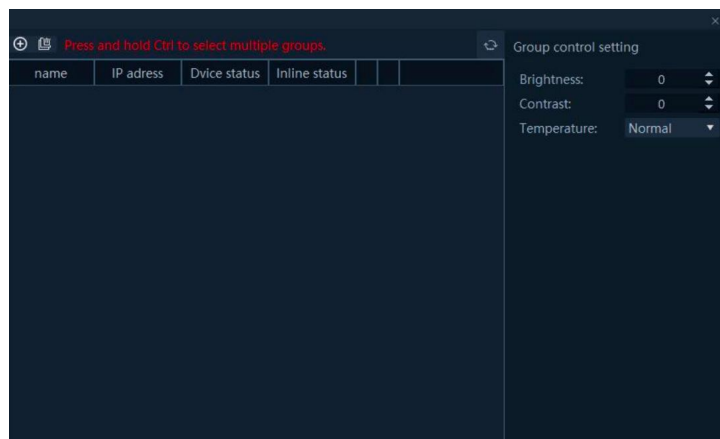 Press and hold Ctrl to select multiple groups.
name IP adress Dvice status Inline status
Group control setting
Brightness: 0
Contrast: 0
Temperature: Normal